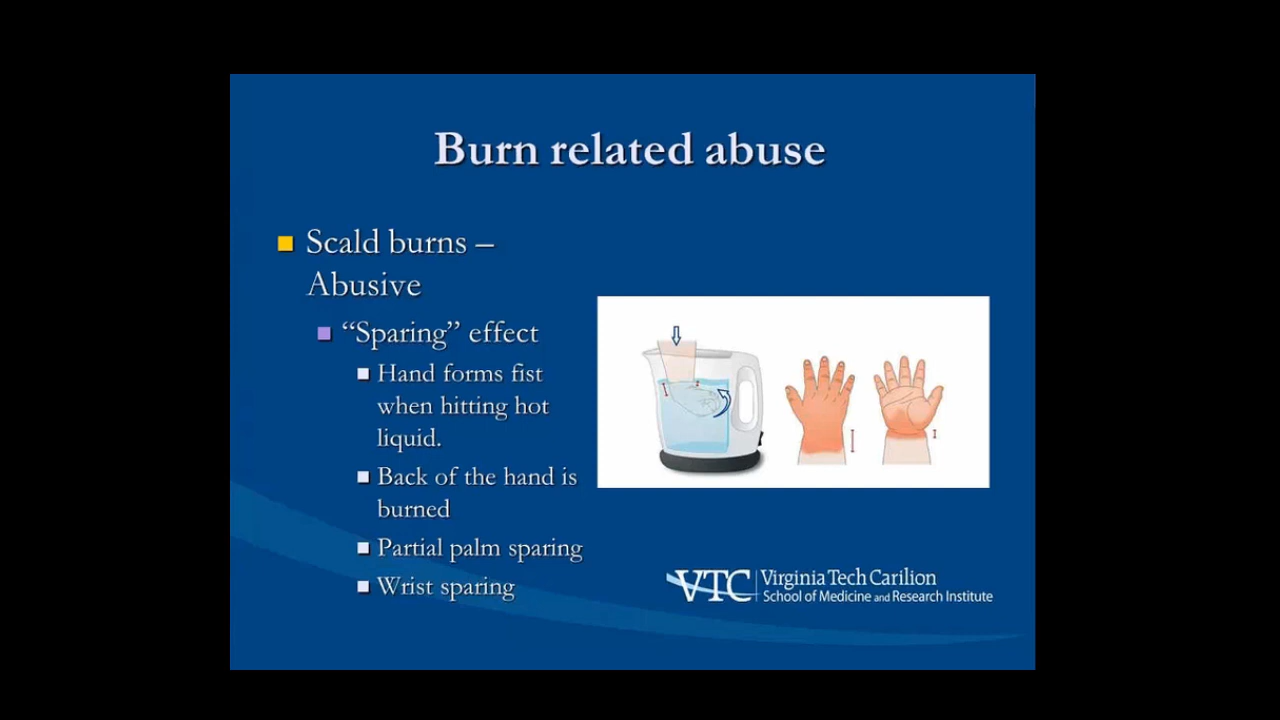 Burn related abuse
Scald burns –
Abusive
“Sparing” effect
Hand forms fist
when hitting hot
liquid.
Back of the hand is
burned
Partial palm sparing
Wrist sparing
VTC Virginia Tech Carilion
School of Medicine and Research Institute